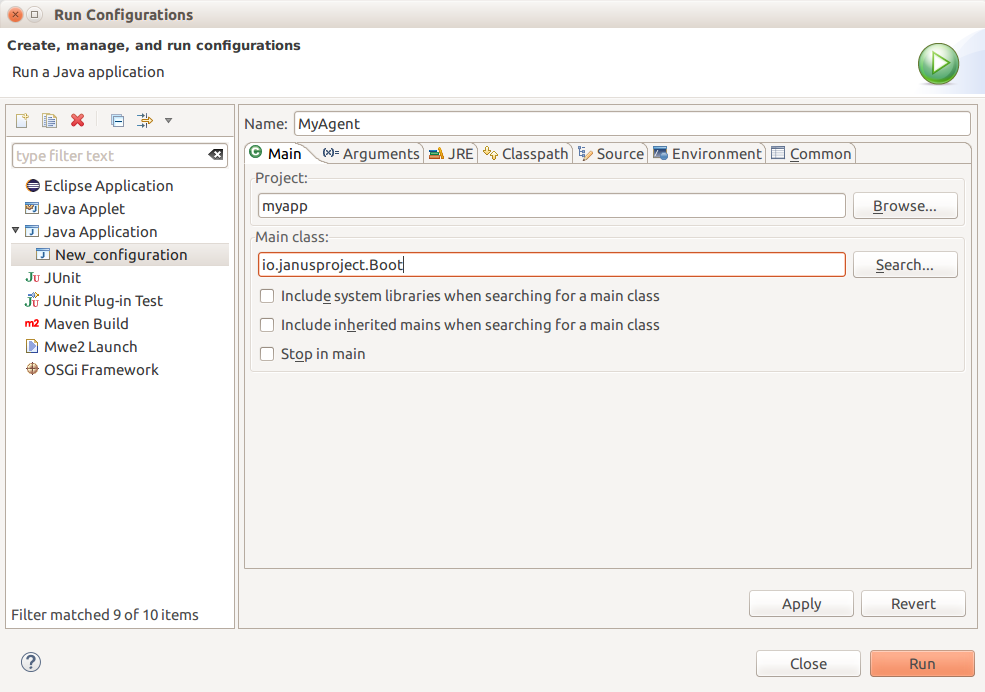 Run Configurations
Create, manage, and run configurations
Run a Java application
type filter text
Eclipse Application
Java Applet
Java Application
New_configuration
JUnit
JUnit Plug-in Test
Maven Build
Mwe2 Launch
OSGi Framework
Filter matched 9 of 10 items
Name: MyAgent
Main (x)= Arguments JRE Classpath Source Environment Common
Project:
myapp Browse...
Main class:
io.janusproject.Boot Search...
Include system libraries when searching for a main class
Include inherited mains when searching for a main class
Stop in main
Apply Revert
Close Run